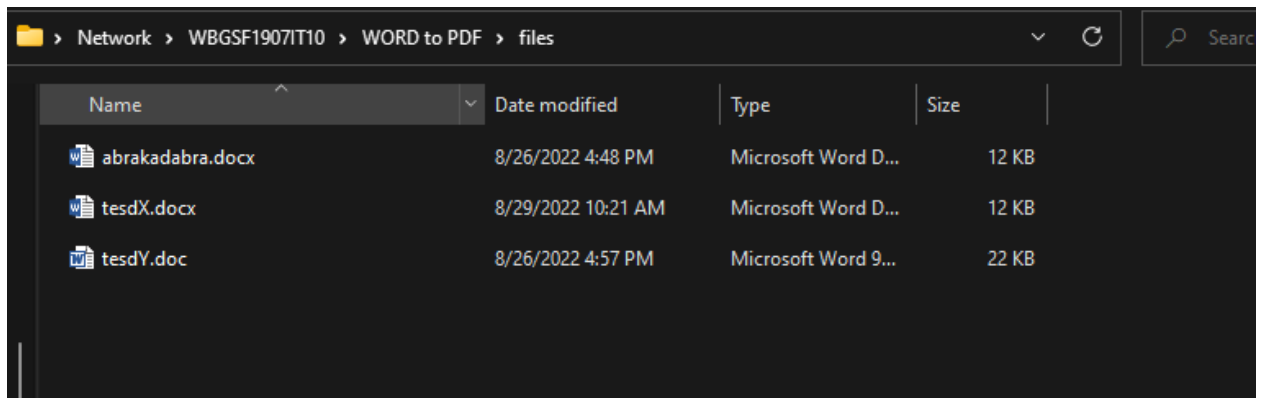 Network > WBGSF1907IT10 > WORD to PDF > files Searc
Name Date modified Type Size
abrakadabra.docx 8/26/2022 4:48 PM Microsoft Word D... 12 KB
tesdX.docx 8/29/2022 10:21 AM Microsoft Word D... 12 KB
tesdY.doc 8/26/2022 4:57 PM Microsoft Word 9... 22 KB